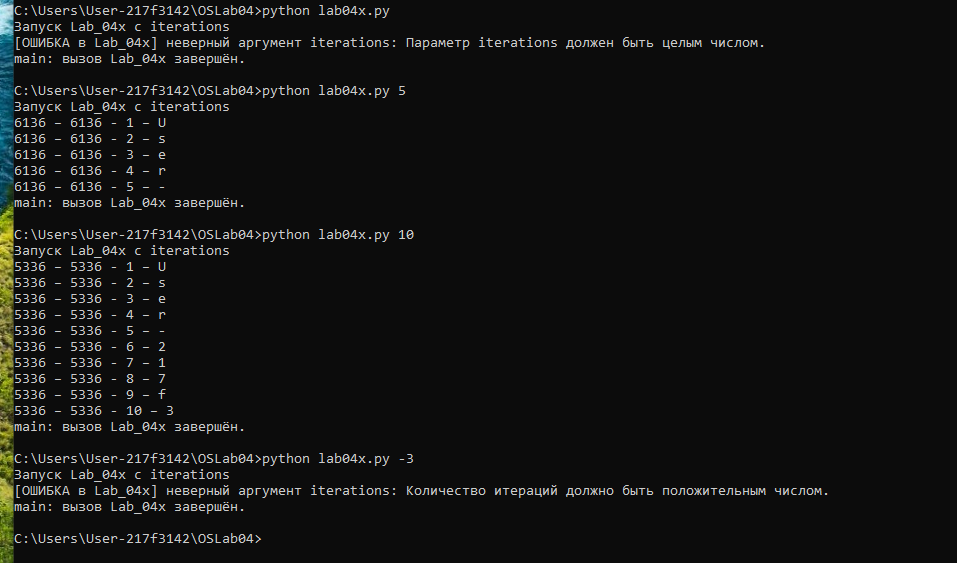 C:\Users\User-217f3142\OSLab04>python lab04x.py
Запуск Lab_04x с iterations
[ОШИБКА в Lab_04x] неверный аргумент iterations: Параметр iterations должен быть целым числом.
main: вызов Lab_04x завершён.
C:\Users\User-217f3142\OSLab04>python lab04x.py 5
Запуск Lab_04x с iterations
6136 – 6136 - 1 – U
6136 – 6136 - 2 – s
6136 – 6136 - 3 – e
6136 – 6136 - 4 – r
6136 – 6136 - 5 – -
main: вызов Lab_04x завершён.
C:\Users\User-217f3142\OSLab04>python lab04x.py 10
Запуск Lab_04x с iterations
5336 – 5336 - 1 – U
5336 – 5336 - 2 – s
5336 – 5336 - 3 – e
5336 – 5336 - 4 – r
5336 – 5336 - 5 – -
5336 – 5336 - 6 – 2
5336 – 5336 - 7 – 1
5336 – 5336 - 8 – 7
5336 – 5336 - 9 – f
5336 – 5336 - 10 – 3
main: вызов Lab_04x завершён.
C:\Users\User-217f3142\OSLab04>python lab04x.py -3
Запуск Lab_04x с iterations
[ОШИБКА в Lab_04x] неверный аргумент iterations: Количество итераций должно быть положительным числом.
main: вызов Lab_04x завершён.
C:\Users\User-217f3142\OSLab04>